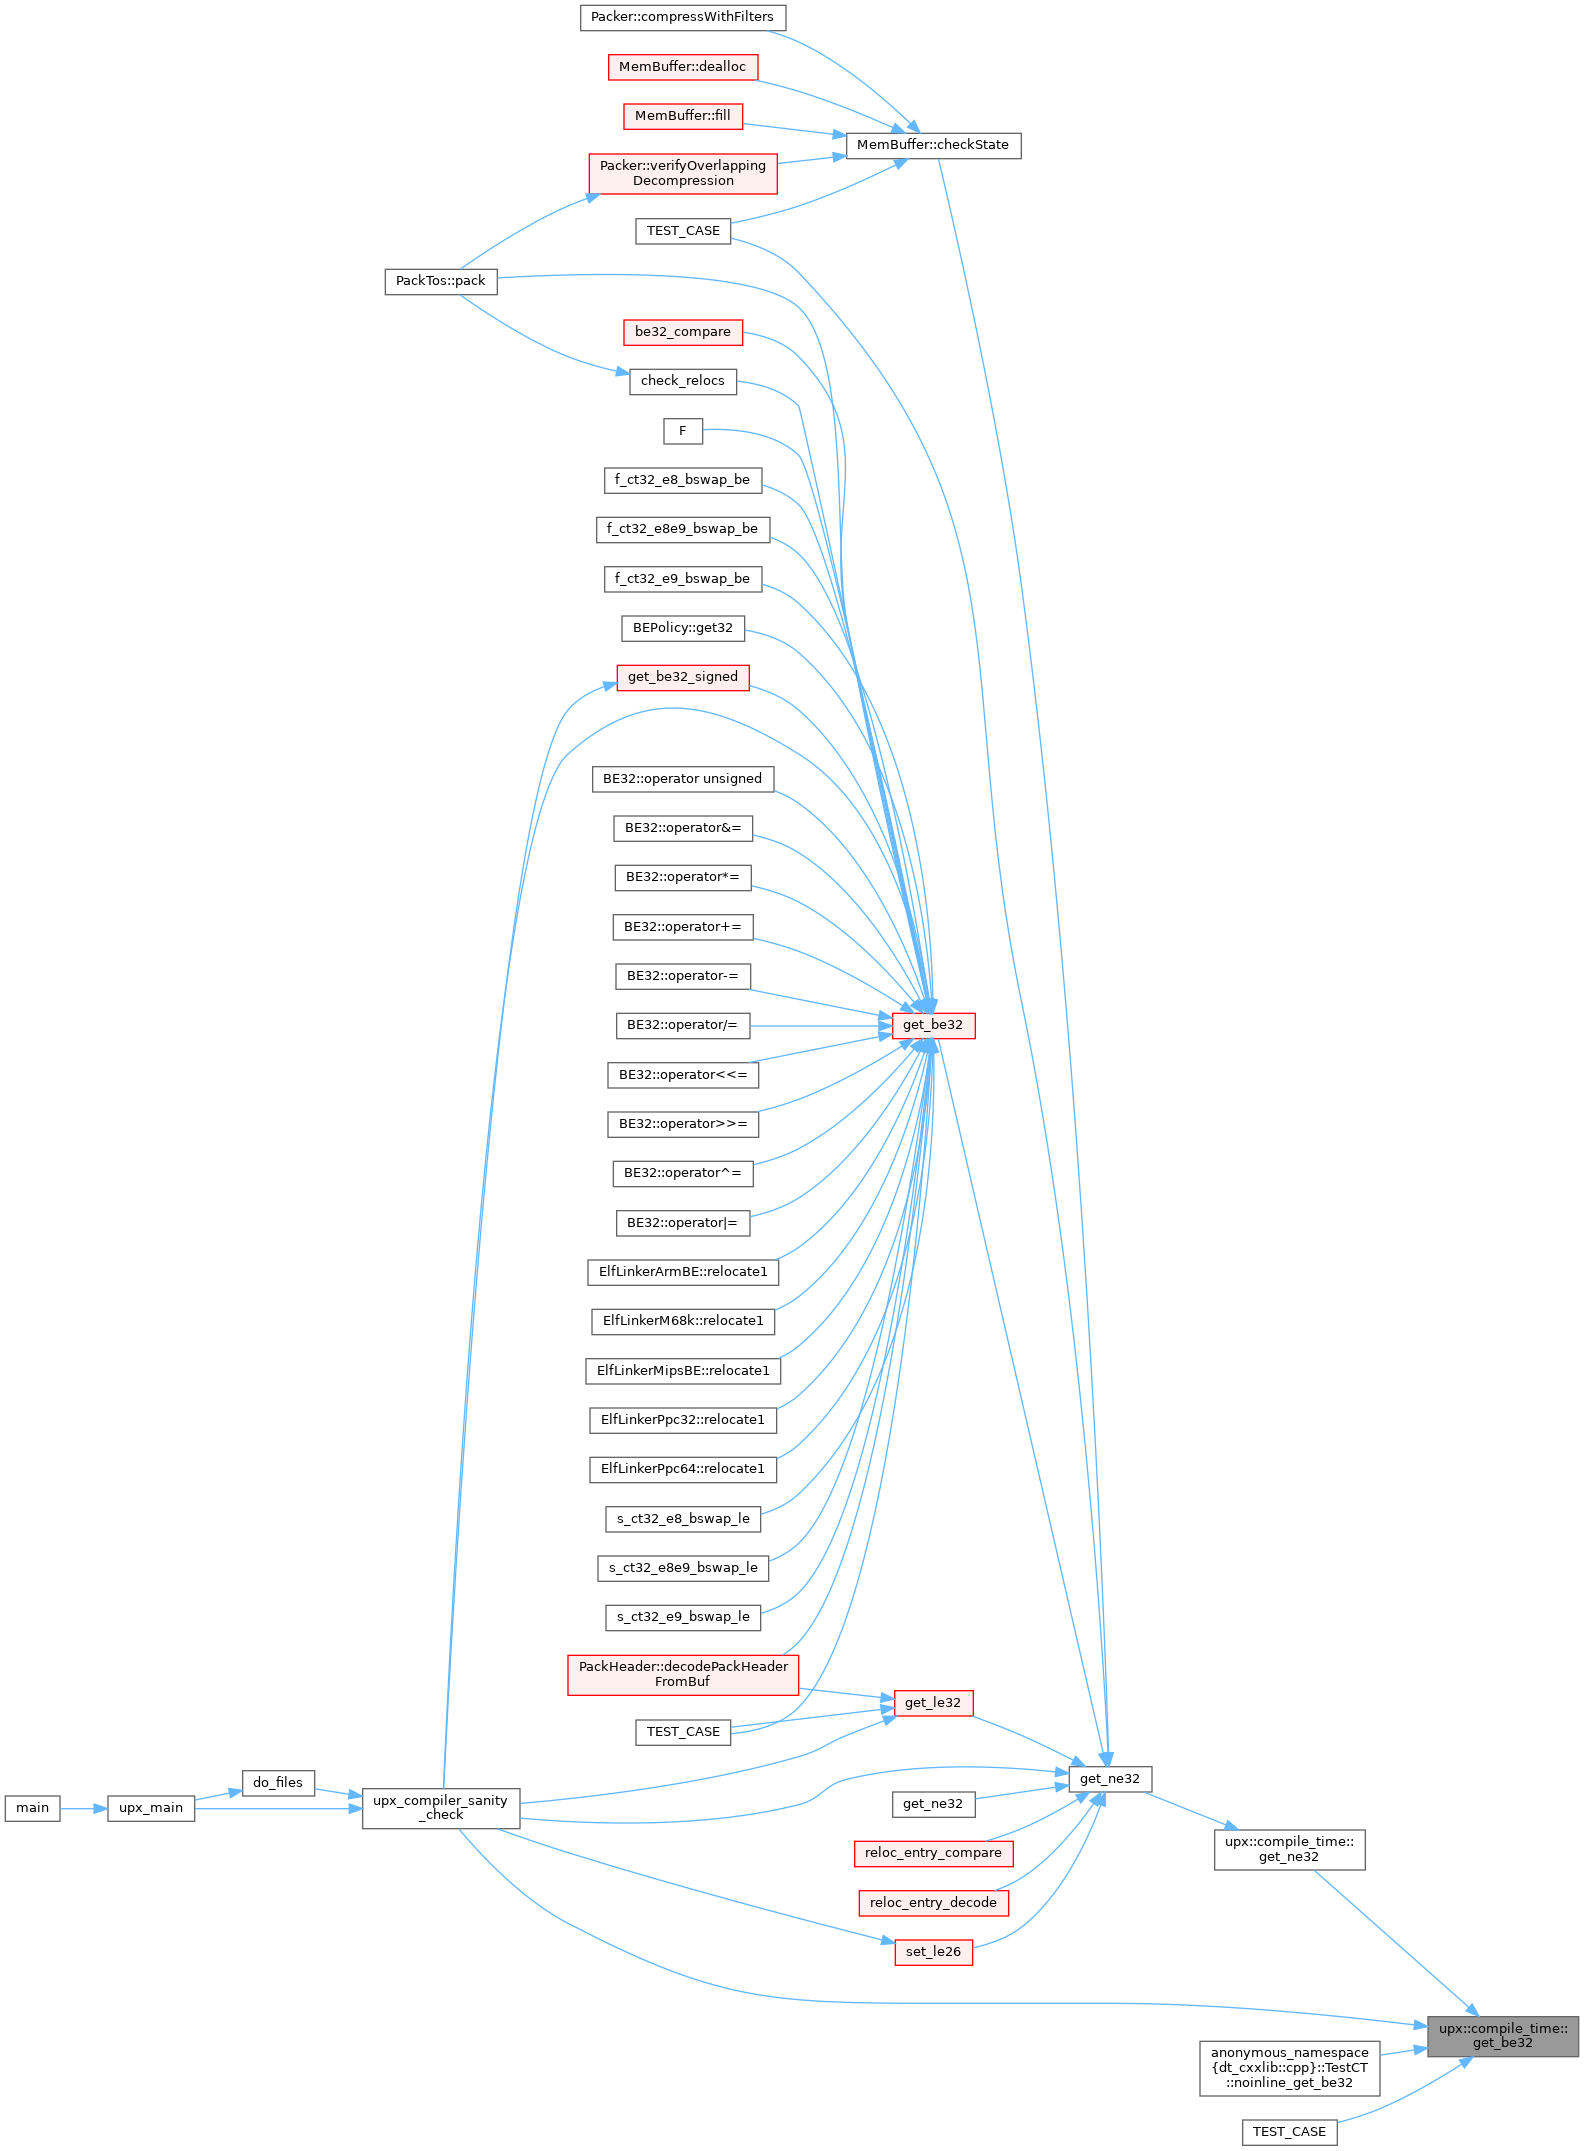 Packer::compressWithFilters
MemBuffer::dealloc
MemBuffer::fill
MemBuffer::checkState
Packer::verifyOverlapping
Decompression
TEST_CASE
PackTos::pack
be32_compare
check_relocs
F
f_ct32_e8_bswap_be
f_ct32_e8e9_bswap_be
f_ct32_e9_bswap_be
BEPolicy::get32
get_be32_signed
BE32::operator unsigned
BE32::operator&=
BE32::operator*=
BE32::operator+=
BE32::operator-=
BE32::operator/=
get_be32
BE32::operator<<=
BE32::operator>>=
BE32::operator^=
BE32::operator|=
ElfLinkerArmBE::relocate1
ElfLinkerM68k::relocate1
ElfLinkerMipsBE::relocate1
ElfLinkerPpc32::relocate1
ElfLinkerPpc64::relocate1
s_ct32_e8_bswap_le
s_ct32_e8e9_bswap_le
s_ct32_e9_bswap_le
PackHeader::decodePackHeader
FromBuf
get_le32
TEST_CASE
get_ne32
do_files
main
upx_main
upx_compiler_sanity
_check
get_ne32
upx::compile_time::
get_ne32
reloc_entry_compare
reloc_entry_decode
set_le26
upx::compile_time::
get_be32
anonymous_namespace
{dt_cxxlib::cpp}::TestCT
::noinline_get_be32
TEST_CASE